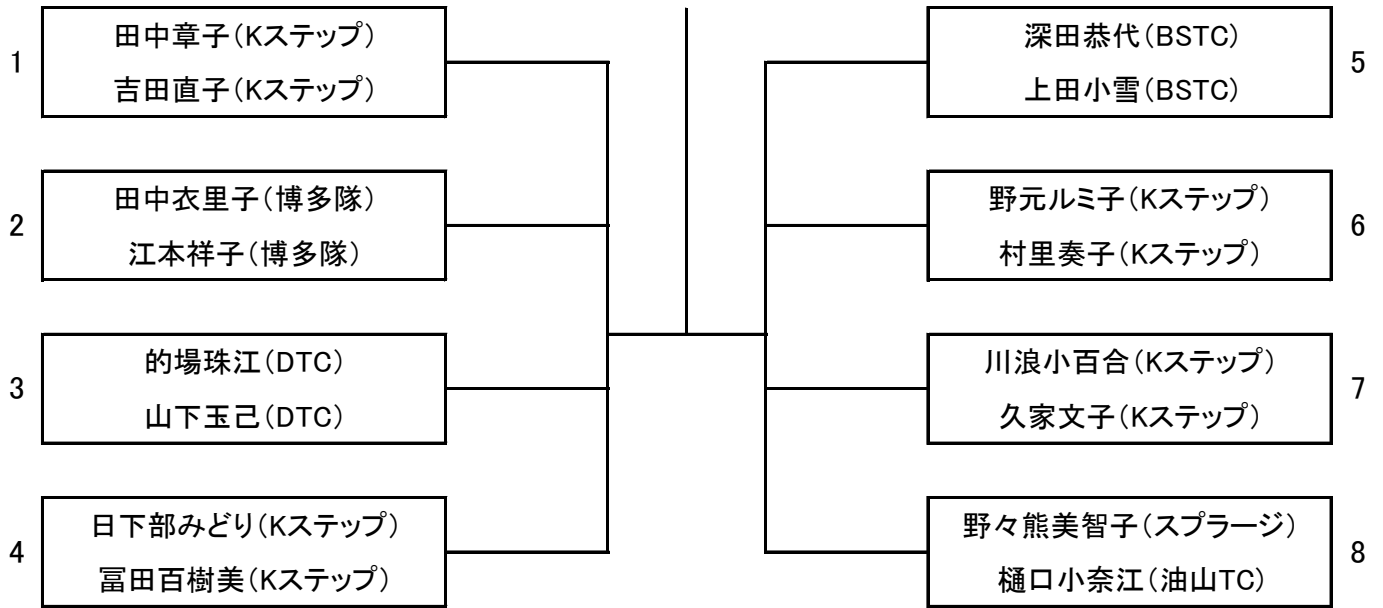 1
田中章子(Kステップ)
吉田直子(Kステップ)
2
田中衣里子(博多隊)
江本祥子(博多隊)
3
的場珠江(DTC)
山下玉己(DTC)
4
日下部みどり(Kステップ)
冨田百樹美(Kステップ)
深田恭代(BSTC)
上田小雪(BSTC)
5
野元ルミ子(Kステップ)
村里奏子(Kステップ)
6
川浪小百合(Kステップ)
久家文子(Kステップ)
7
野々熊美智子(スプラージ)
樋口小奈江(油山TC)
8